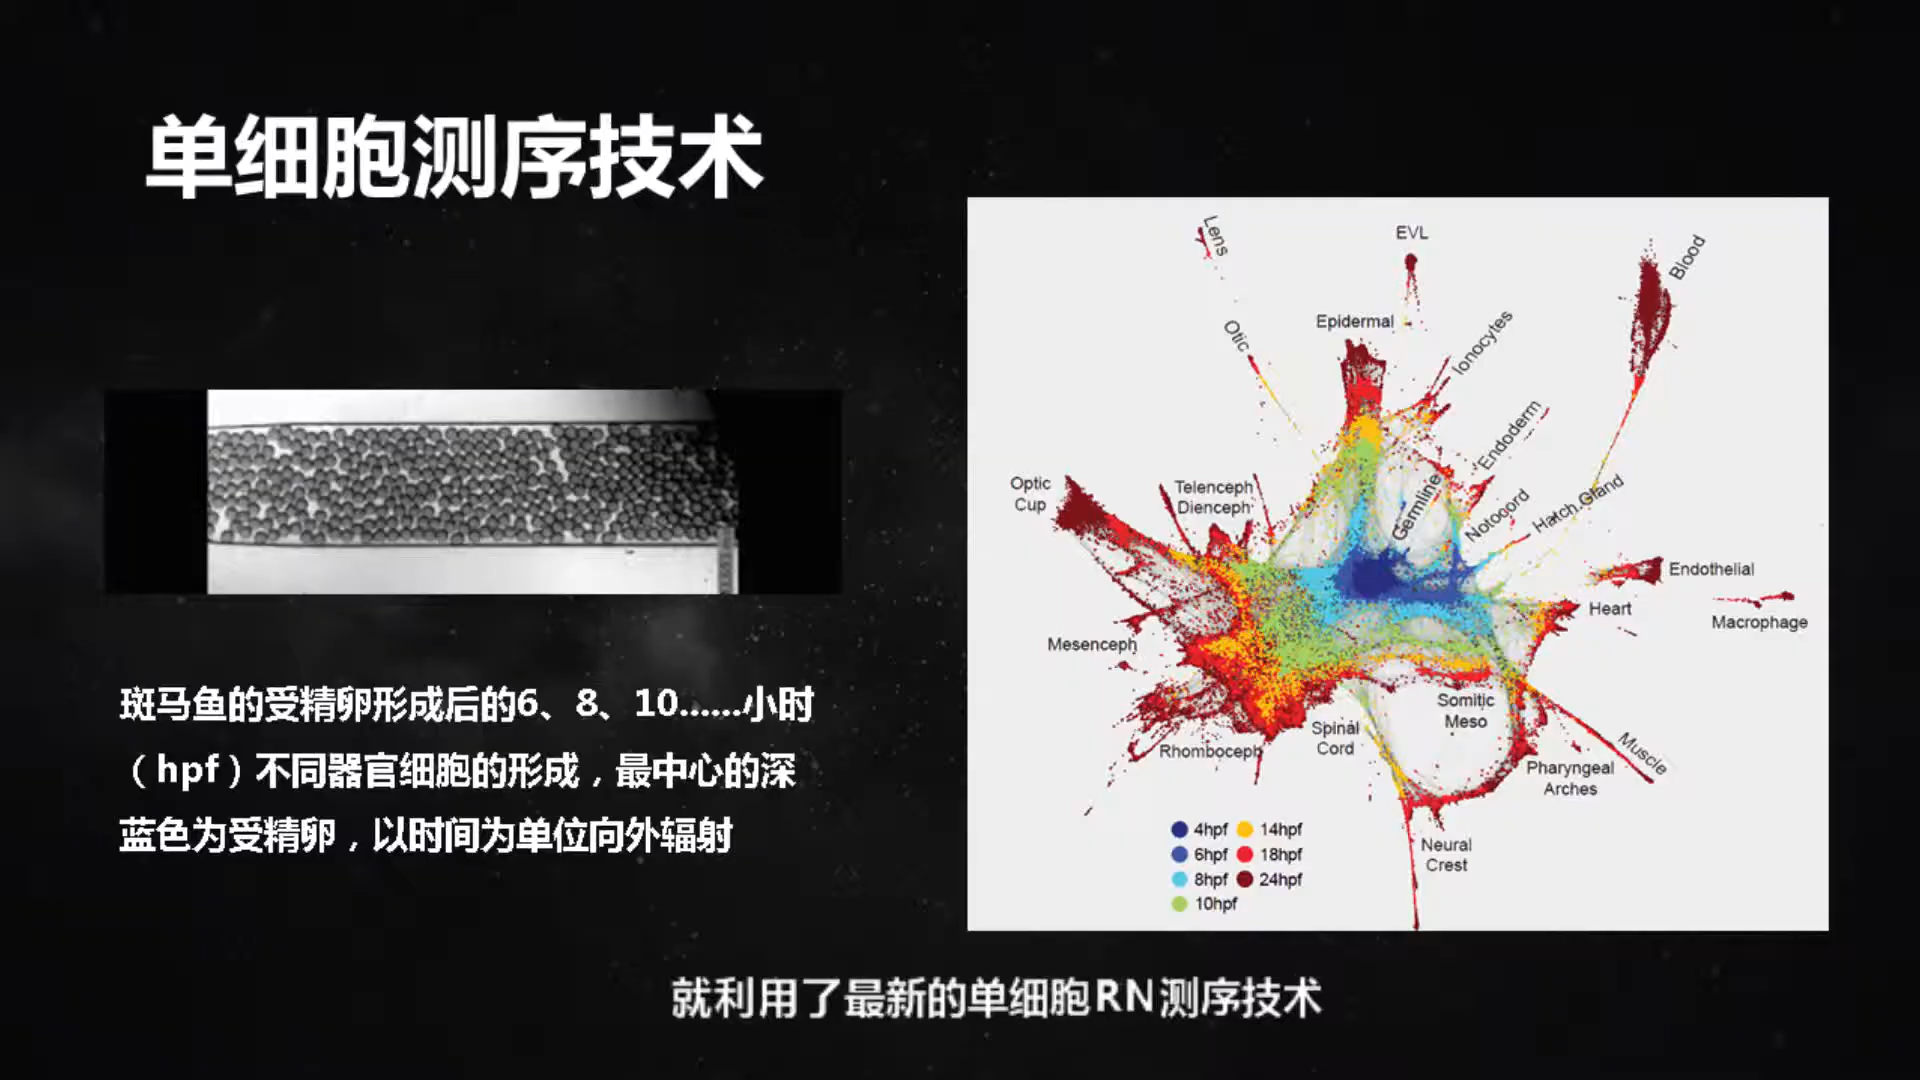 单细胞测序技术
斑马鱼的受精卵形成后的6、8、10......小时
（hpf）不同器官细胞的形成，最中心的深
蓝色为受精卵，以时间为单位向外辐射
Lens
EVL
Blood
Otic
Epidermal
Ionocytes
Endoderm
Optic
Cup
Telenceph
Dienceph
Germline
Notocord
Hatch.Gland
Endothelial
Heart
Macrophage
Mesenceph
Somitic
Meso
Spinal
Cord
Rhomboceph
Muscle
Pharyngeal
Arches
Neural
Crest
4hpf
14hpf
6hpf
18hpf
8hpf
24hpf
10hpf
就利用了最新的单细胞RN测序技术